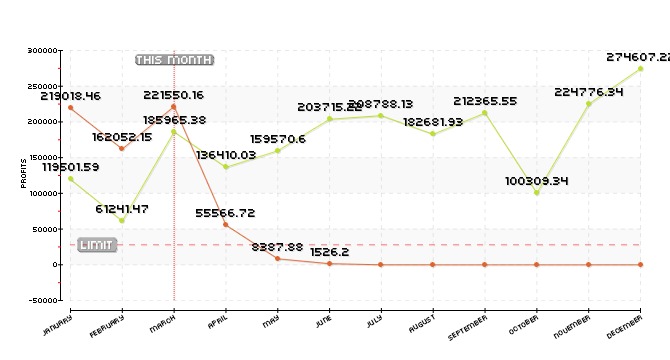 THIS MONTH
300000
250000
200000
150000
100000
50000
0
-50000
PROFITS
LIMIT
219018.46
162052.15
221550.16
55566.72
8387.88
1526.2
119501.59
61241.47
185965.38
136410.03
159570.6
203715.22
208788.13
182681.93
212365.55
100309.34
224776.34
JANUARY
FEBRUARY
MARCH
APRIL
MAY
JUNE
JULY
AUGUST
SEPTEMBER
OCTOBER
NOVEMBER
DECEMBER